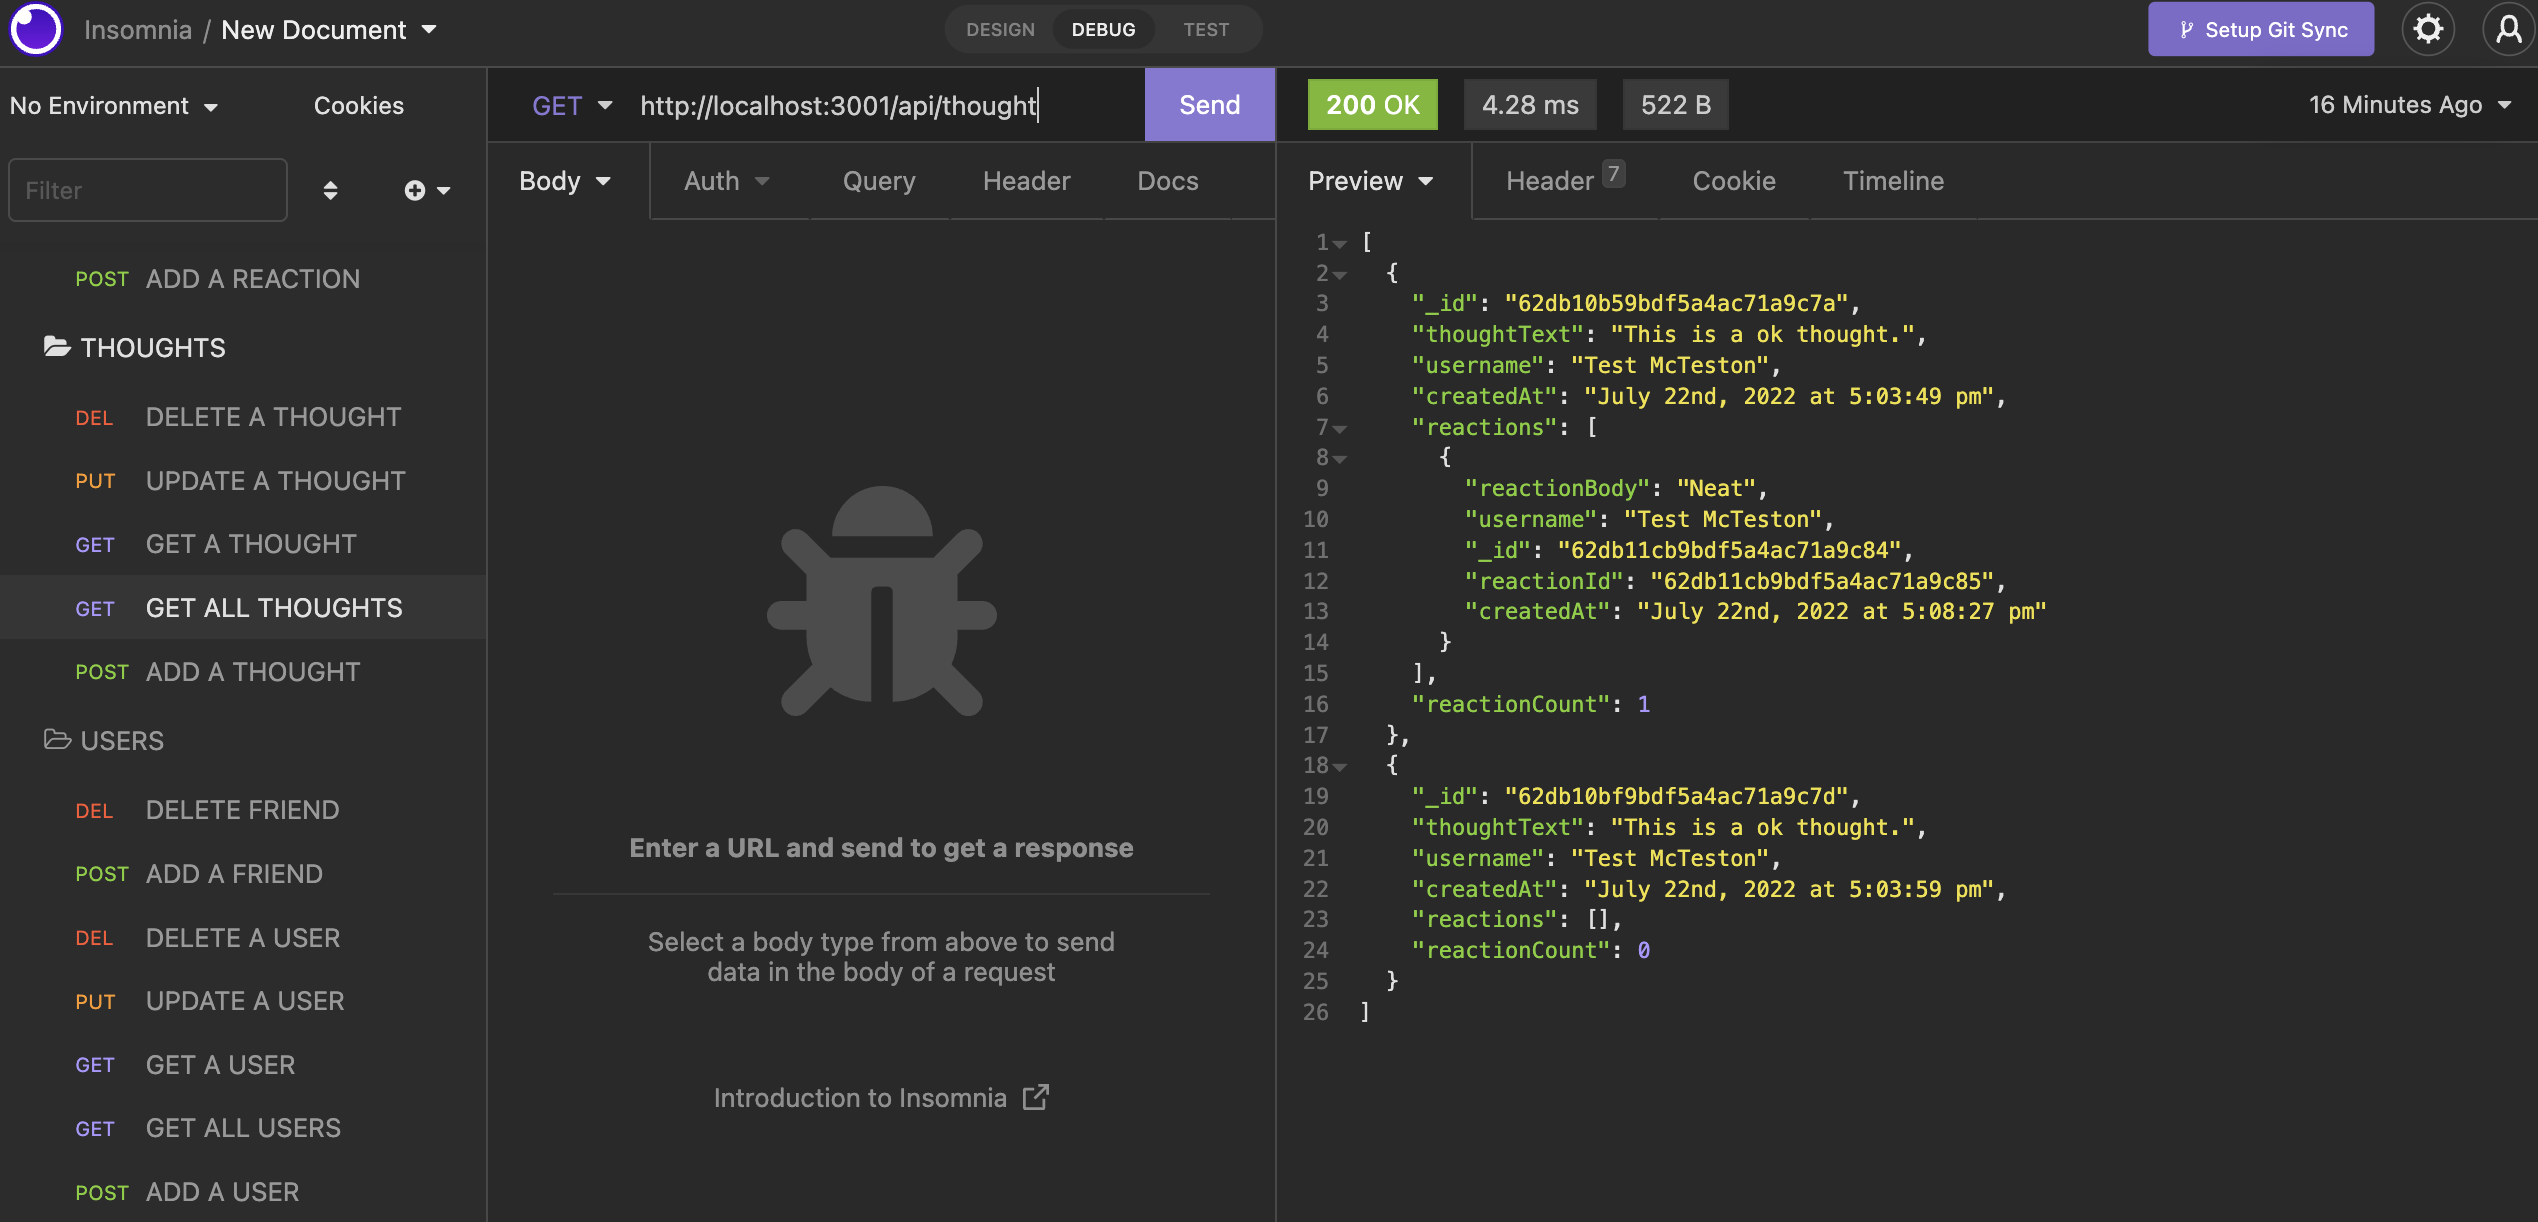 Insomnia / New Document
DESIGN DEBUG TEST
Setup Git Sync
No Environment Cookies
Filter
POST ADD A REACTION
THOUGHTS
DEL DELETE A THOUGHT
PUT UPDATE A THOUGHT
GET GET A THOUGHT
GET GET ALL THOUGHTS
POST ADD A THOUGHT
USERS
DEL DELETE FRIEND
POST ADD A FRIEND
DEL DELETE A USER
PUT UPDATE A USER
GET GET A USER
GET GET ALL USERS
POST ADD A USER
GET http://localhost:3001/api/thought Send
Body Auth Query Header Docs
Enter a URL and send to get a response
Select a body type from above to send
data in the body of a request
Introduction to Insomnia
200 OK 4.28 ms 522 B 16 Minutes Ago
Preview Header 7 Cookie Timeline
1 [
2 {
3 "_id": "62db10b59bdf5a4ac71a9c7a",
4 "thoughtText": "This is a ok thought.",
5 "username": "Test McTeston",
6 "createdAt": "July 22nd, 2022 at 5:03:49 pm",
7 "reactions": [
8 {
9 "reactionBody": "Neat",
10 "username": "Test McTeston",
11 "_id": "62db11cb9bdf5a4ac71a9c84",
12 "reactionId": "62db11cb9bdf5a4ac71a9c85",
13 "createdAt": "July 22nd, 2022 at 5:08:27 pm"
14 }
15 ],
16 "reactionCount": 1
17 },
18 {
19 "_id": "62db10bf9bdf5a4ac71a9c7d",
20 "thoughtText": "This is a ok thought.",
21 "username": "Test McTeston",
22 "createdAt": "July 22nd, 2022 at 5:03:59 pm",
23 "reactions": [],
24 "reactionCount": 0
25 }
26 ]